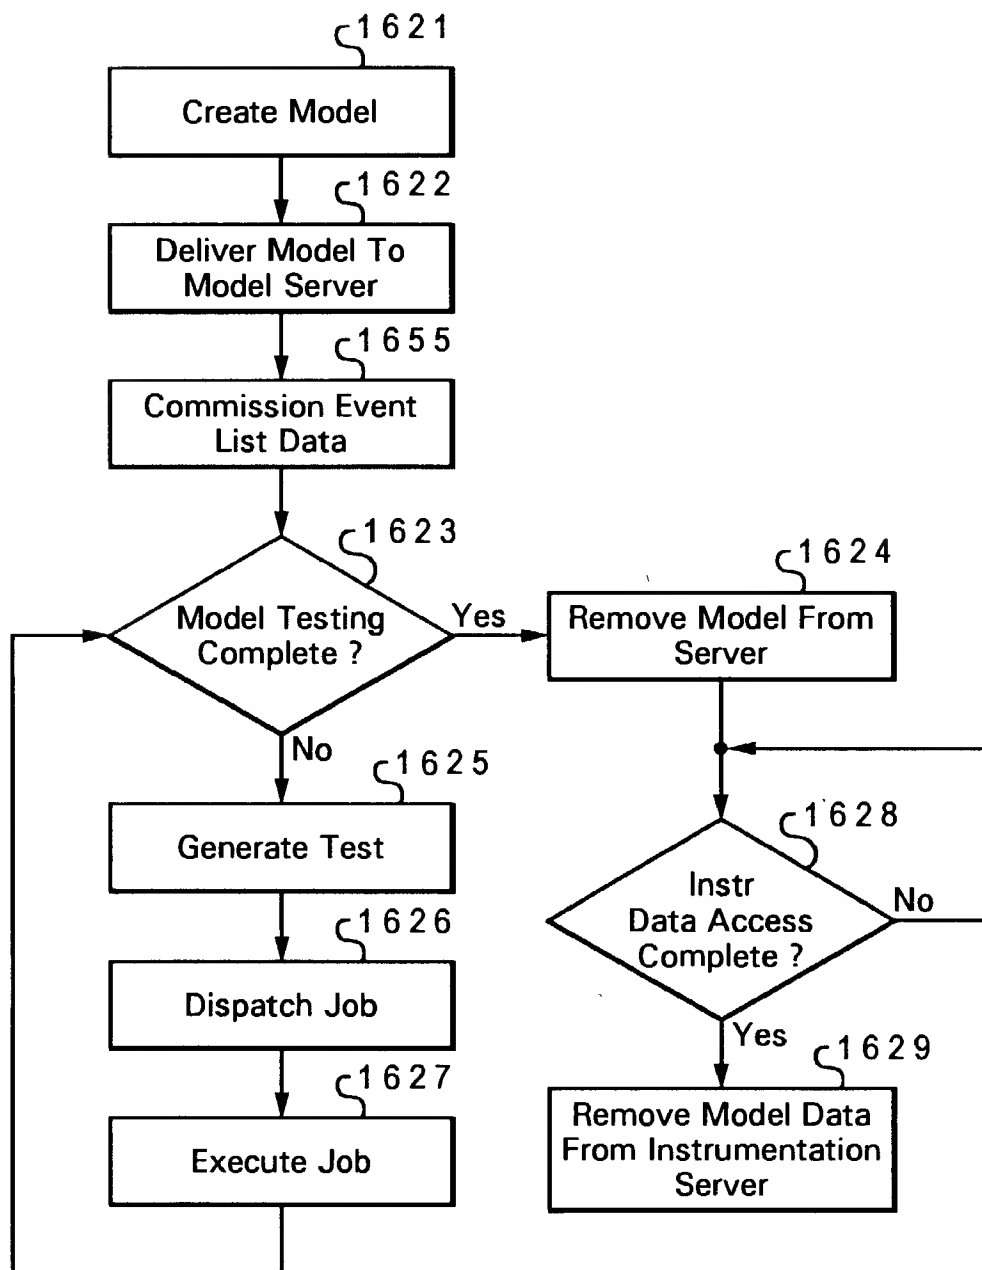 1621
Create Model
1622
Deliver Model To
Model Server
1655
Commission Event
List Data
1623
Model Testing
Complete ?
Yes
No
1624
Remove Model From
Server
1625
Generate Test
1626
Dispatch Job
1627
Execute Job
1628
Instr
Data Access
Complete ?
No
Yes
1629
Remove Model Data
From Instrumentation
Server